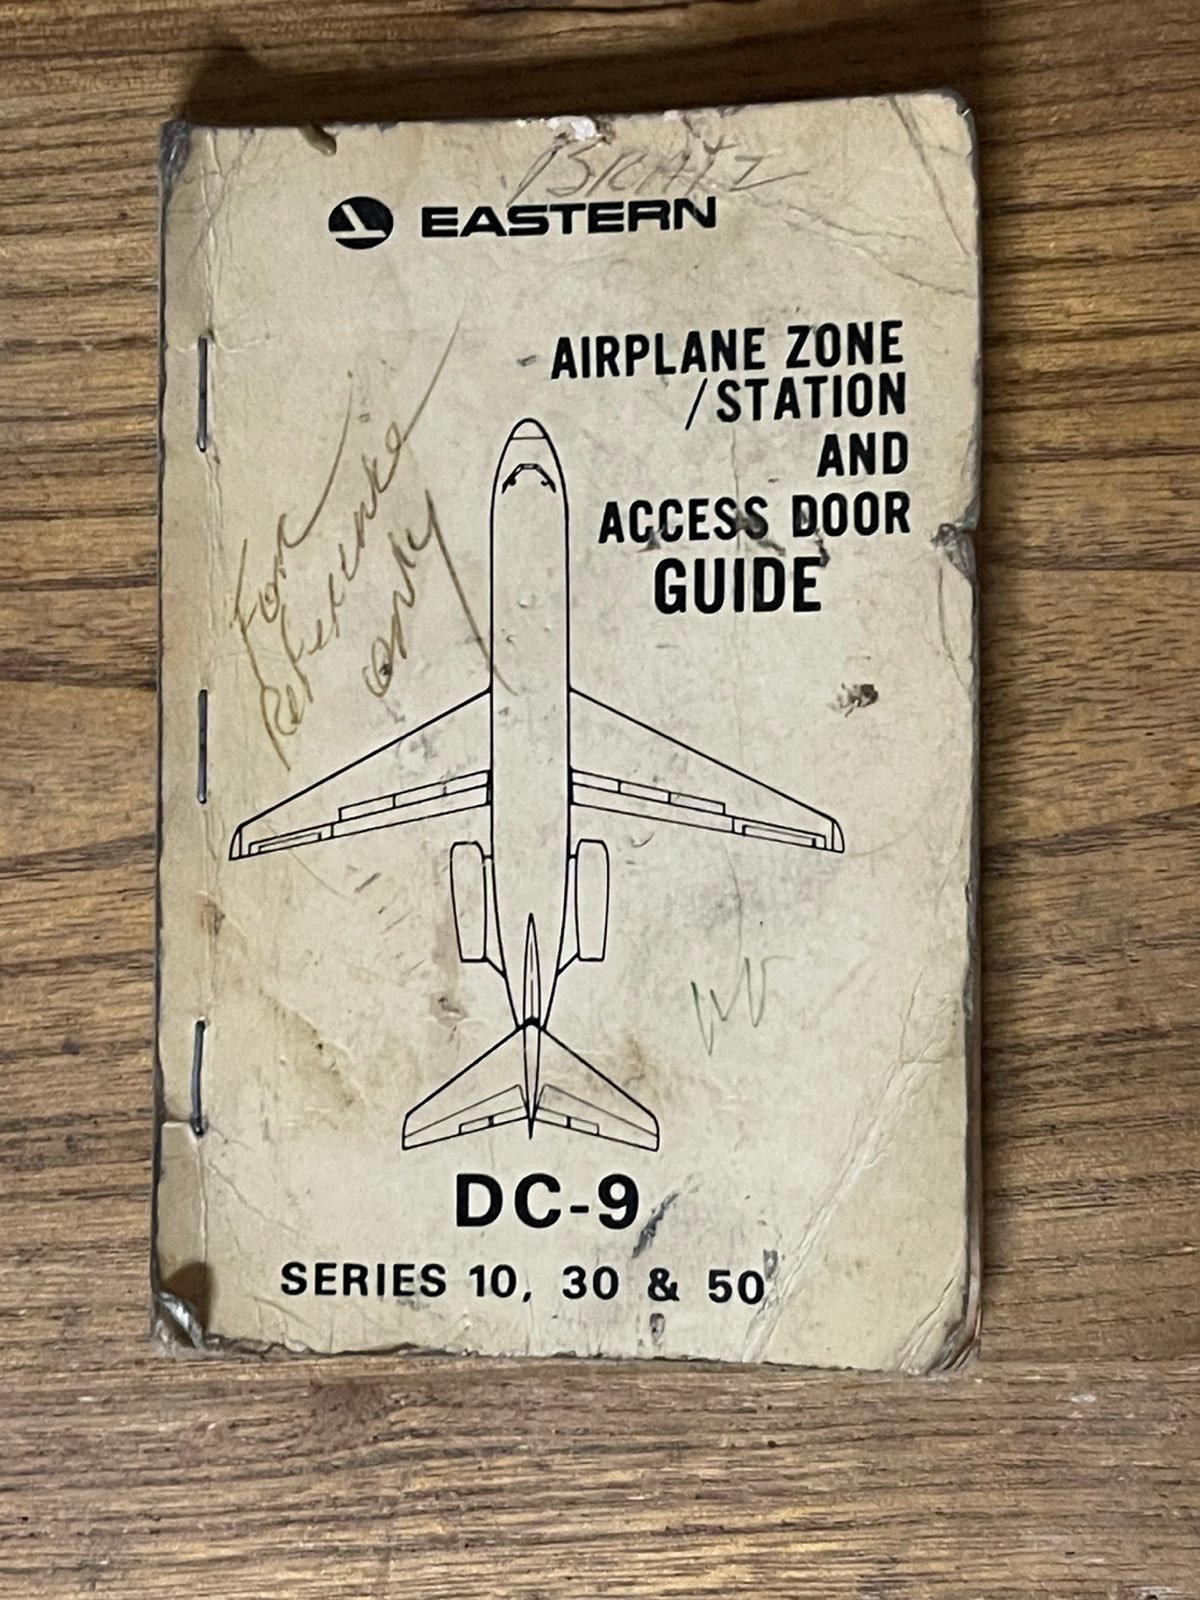 EASTERN
AIRPLANE ZONE
/STATION
AND
ACCESS DOOR
GUIDE
For
Reference
only
DC-9
SERIES 10, 30 & 50